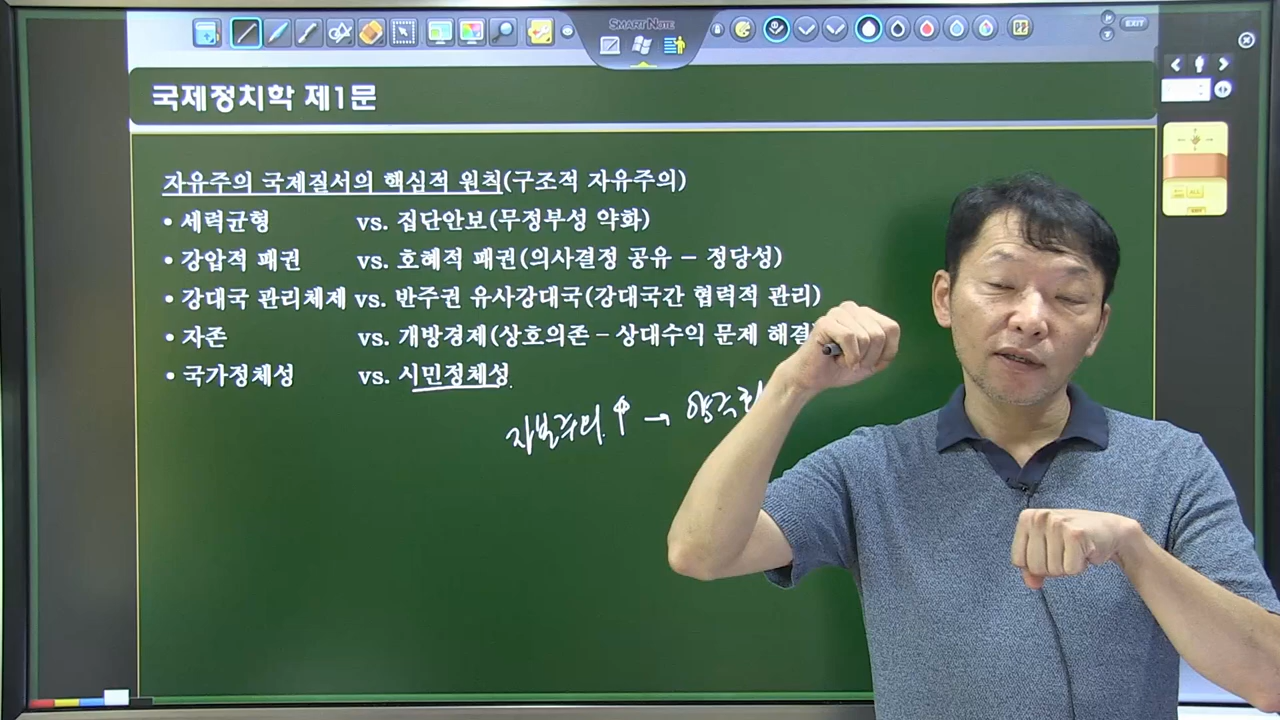 SMART NOTE
EXIT
국제정치학 제1문
자유주의 국제질서의 핵심적 원칙(구조적 자유주의)
• 세력균형 vs. 집단안보(무정부성 약화)
• 강압적 패권 vs. 호혜적 패권(의사결정 공유 – 정당성)
• 강대국 관리체제 vs. 반주권 유사강대국(강대국간 협력적 관리)
• 자존 vs. 개방경제(상호의존 – 상대수익 문제 해결
• 국가정체성 vs. 시민정체성
자본주의 ↑ → 양극화